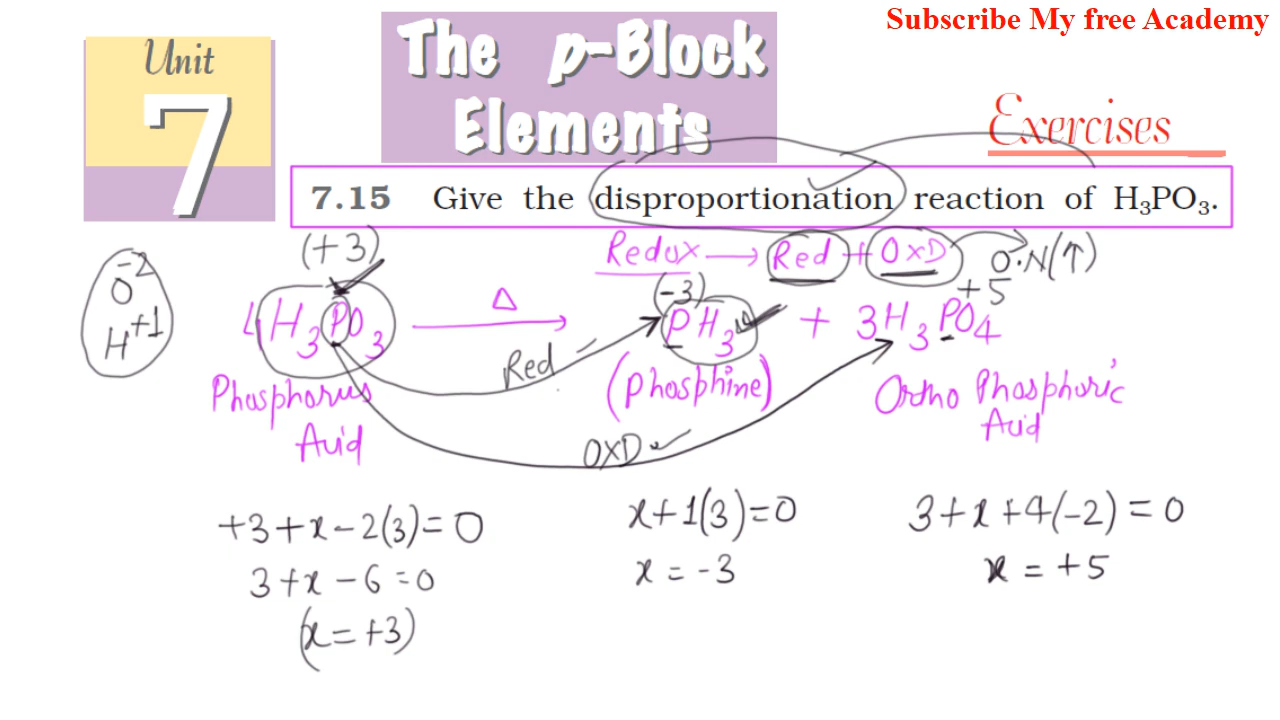 Subscribe My free Academy
Unit
7
The p-Block
Elements
Exercises
7.15 Give the disproportionation reaction of H₃PO₃.
Redox → Red + OXD O.N(↑)
O⁻²
H⁺¹
(+3)
(-3)
+5
4H₃PO₃ Δ→ PH₃ + 3H₃PO₄
Red
Phosphorus
Acid
(Phosphine)
Ortho Phosphoric
Acid
OXD
+3+x-2(3)=0
3+x-6=0
(x=+3)
x+1(3)=0
x=-3
3+x+4(-2)=0
x=+5